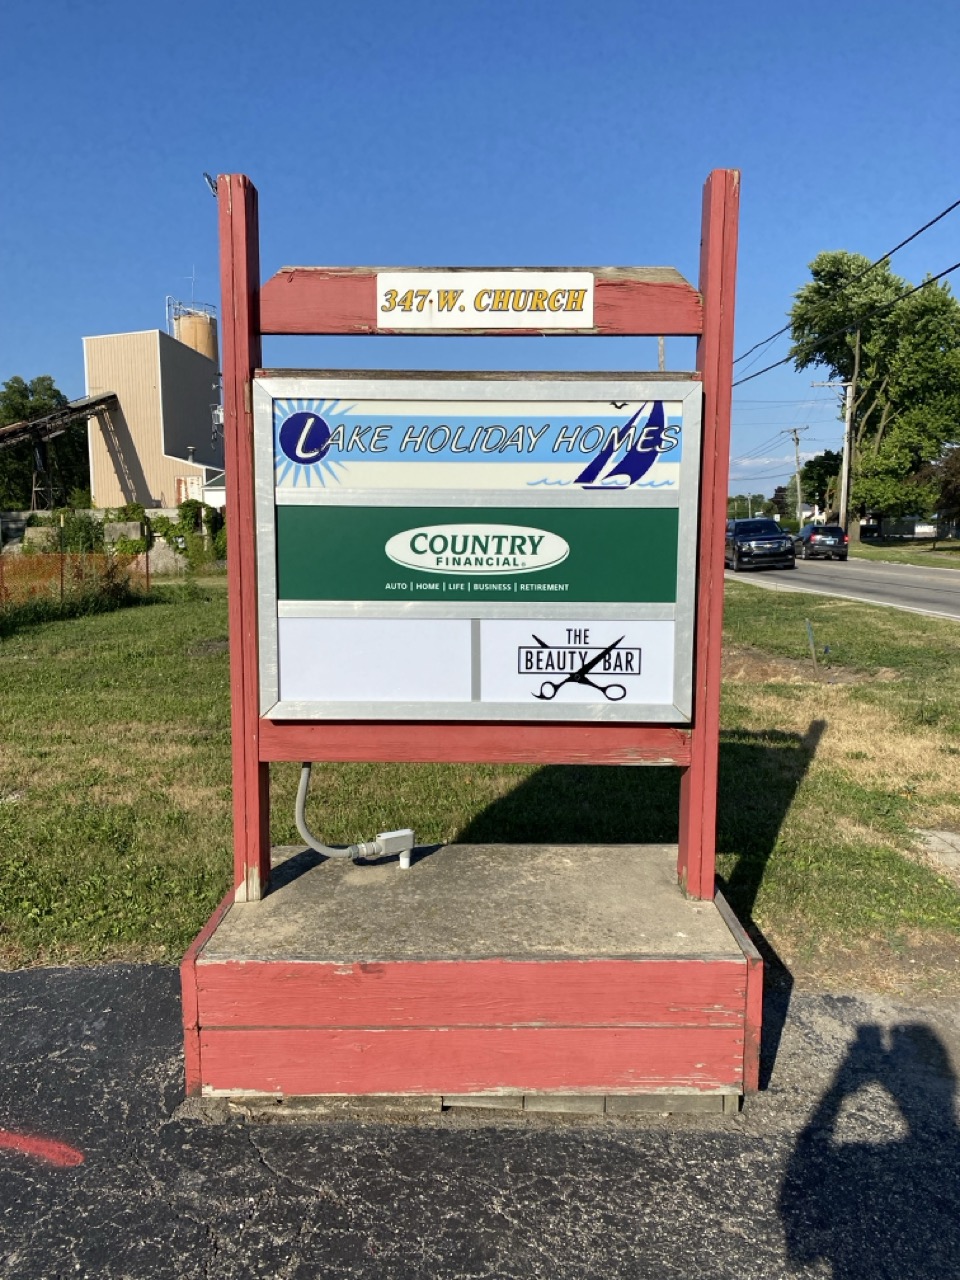 347 W. CHURCH
LAKE HOLIDAY HOMES
COUNTRY
FINANCIAL®
AUTO | HOME | LIFE | BUSINESS | RETIREMENT
THE
BEAUTY BAR